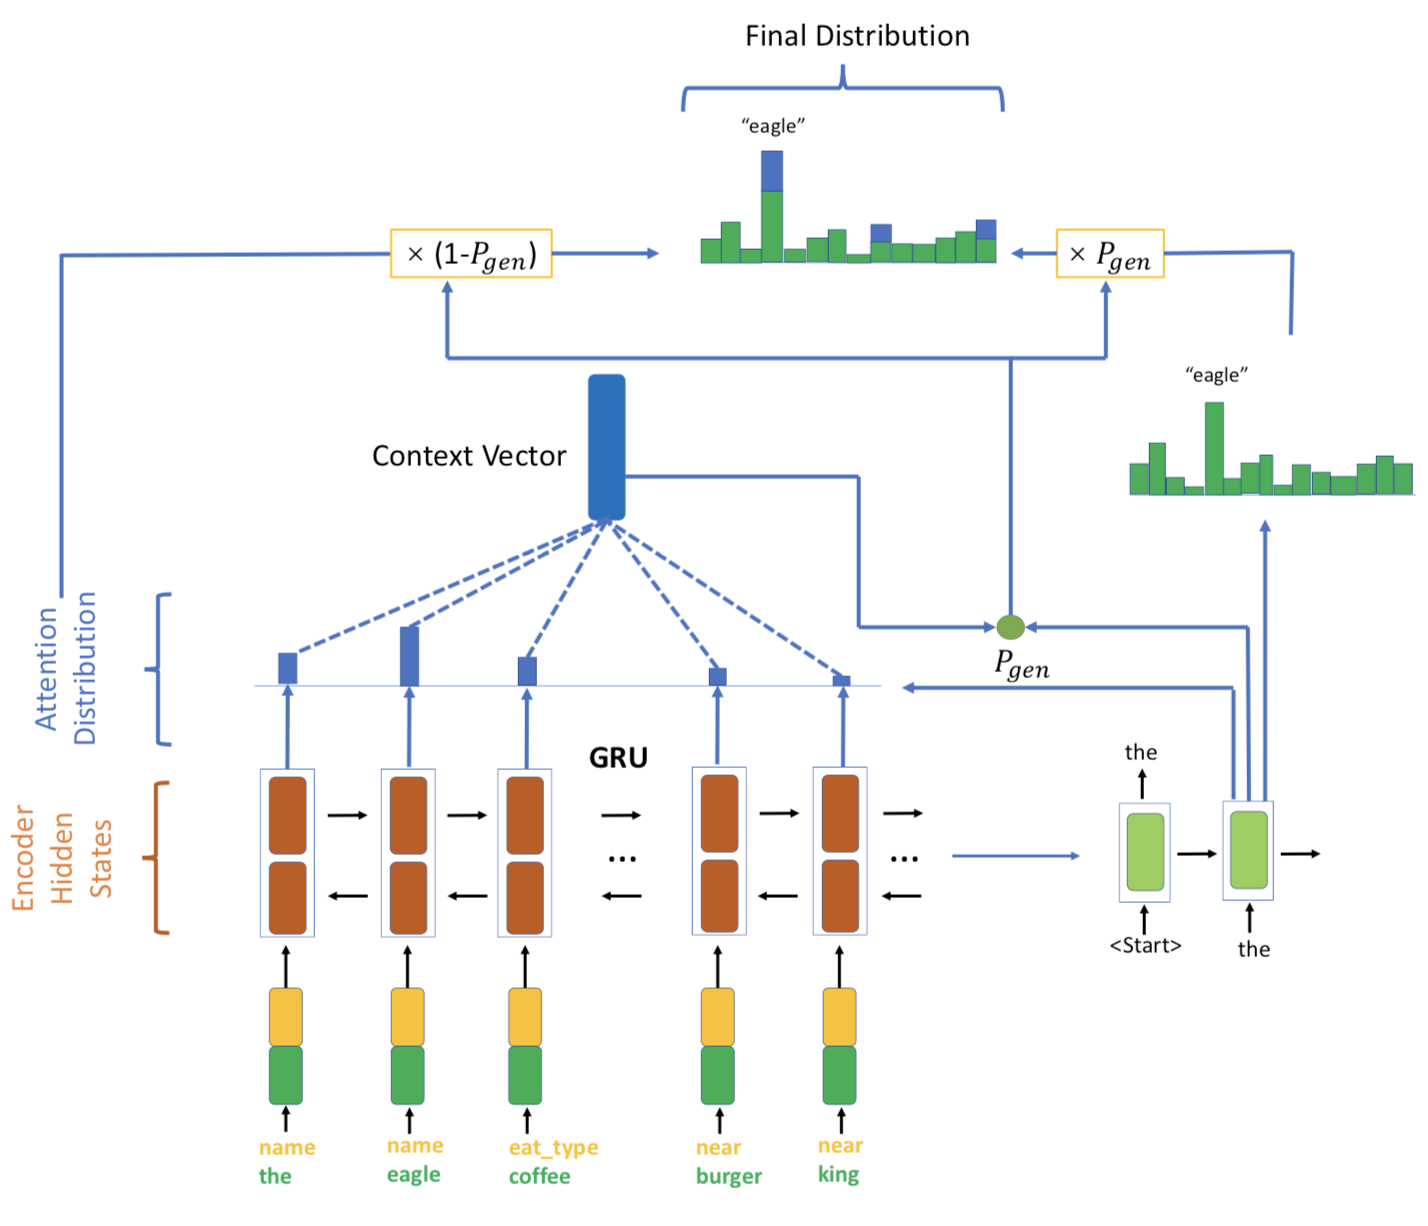 Final Distribution
“eagle”
× (1-Pgen)
× Pgen
“eagle”
Context Vector
Attention
Distribution
Pgen
GRU
the
Encoder
Hidden
States
...
...
<Start>
the
name
the
name
eagle
eat_type
coffee
near
burger
near
king